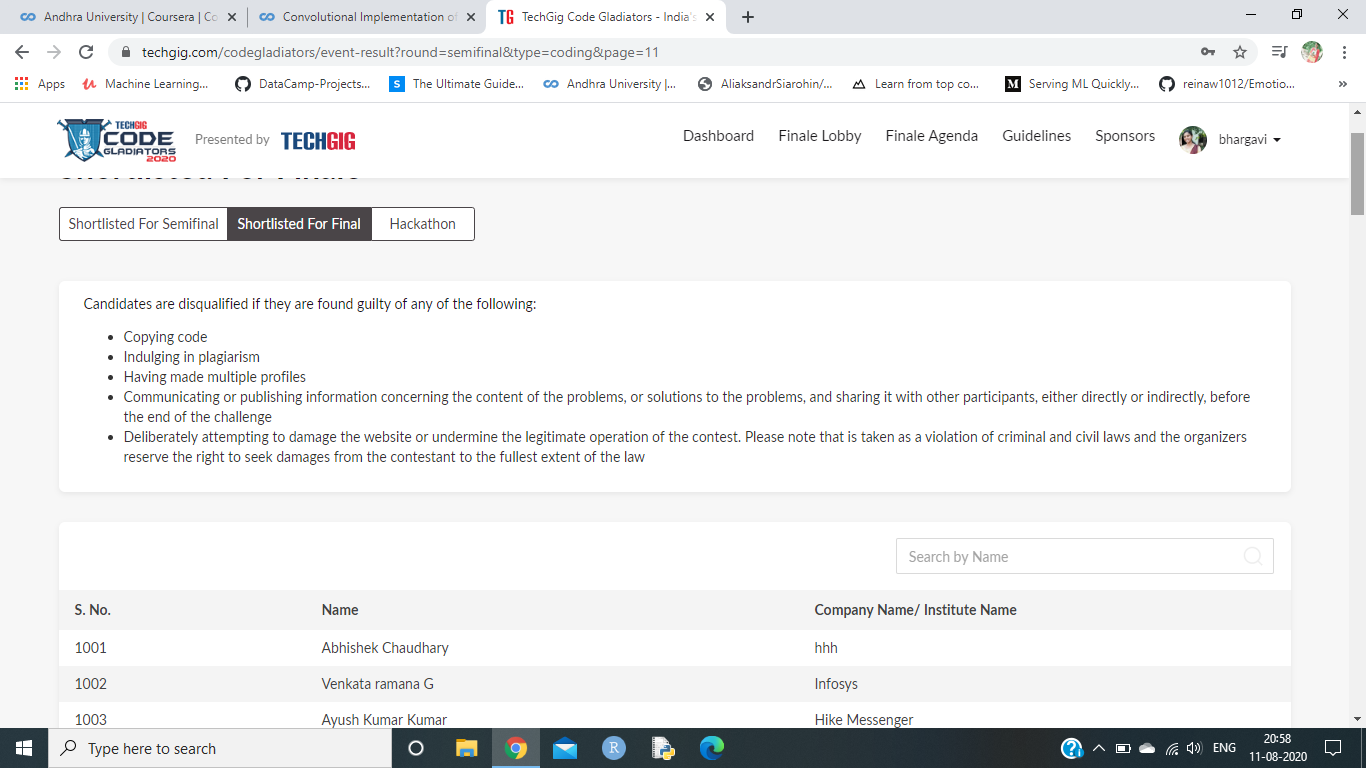 Andhra University | Coursera | Co
Convolutional Implementation of
TG TechGig Code Gladiators - India's
techgig.com/codegladiators/event-result?round=semifinal&type=coding&page=11
Apps
Machine Learning...
DataCamp-Projects...
S The Ultimate Guide...
Andhra University |...
AliaksandrSiarohin/...
Learn from top co...
M Serving ML Quickly...
reinaw1012/Emotio...
»
TECHGIG
CODE
GLADIATORS
2020
Presented by
TECHGIG
Dashboard
Finale Lobby
Finale Agenda
Guidelines
Sponsors
bhargavi
Shortlisted For Semifinal
Shortlisted For Final
Hackathon
Candidates are disqualified if they are found guilty of any of the following:
• Copying code
• Indulging in plagiarism
• Having made multiple profiles
• Communicating or publishing information concerning the content of the problems, or solutions to the problems, and sharing it with other participants, either directly or indirectly, before
the end of the challenge
• Deliberately attempting to damage the website or undermine the legitimate operation of the contest. Please note that is taken as a violation of criminal and civil laws and the organizers
reserve the right to seek damages from the contestant to the fullest extent of the law
Search by Name
S. No. Name Company Name/ Institute Name
1001 Abhishek Chaudhary hhh
1002 Venkata ramana G Infosys
1003 Ayush Kumar Kumar Hike Messenger
Type here to search
R
ENG
20:58
11-08-2020